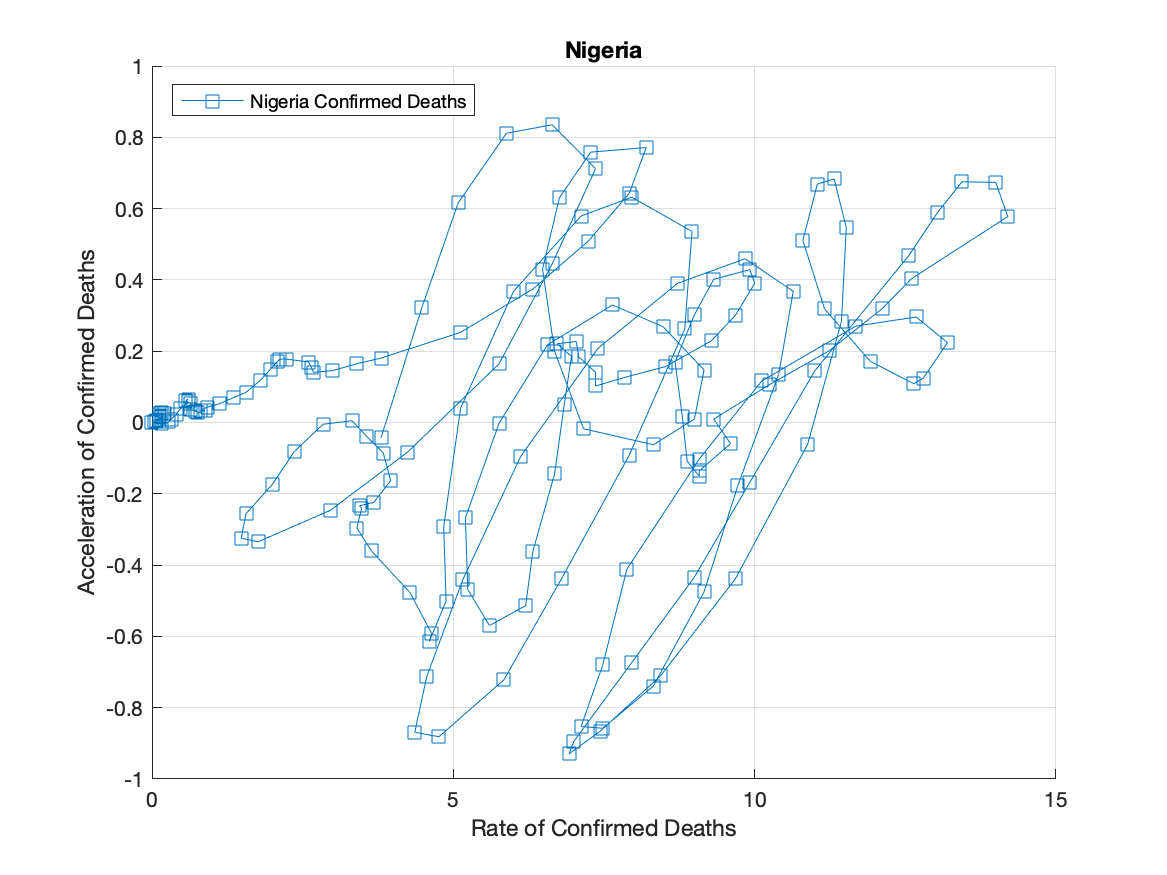 Nigeria
Nigeria Confirmed Deaths
1
0.8
0.6
0.4
0.2
0
-0.2
-0.4
-0.6
-0.8
-1
Acceleration of Confirmed Deaths
0 5 10 15
Rate of Confirmed Deaths